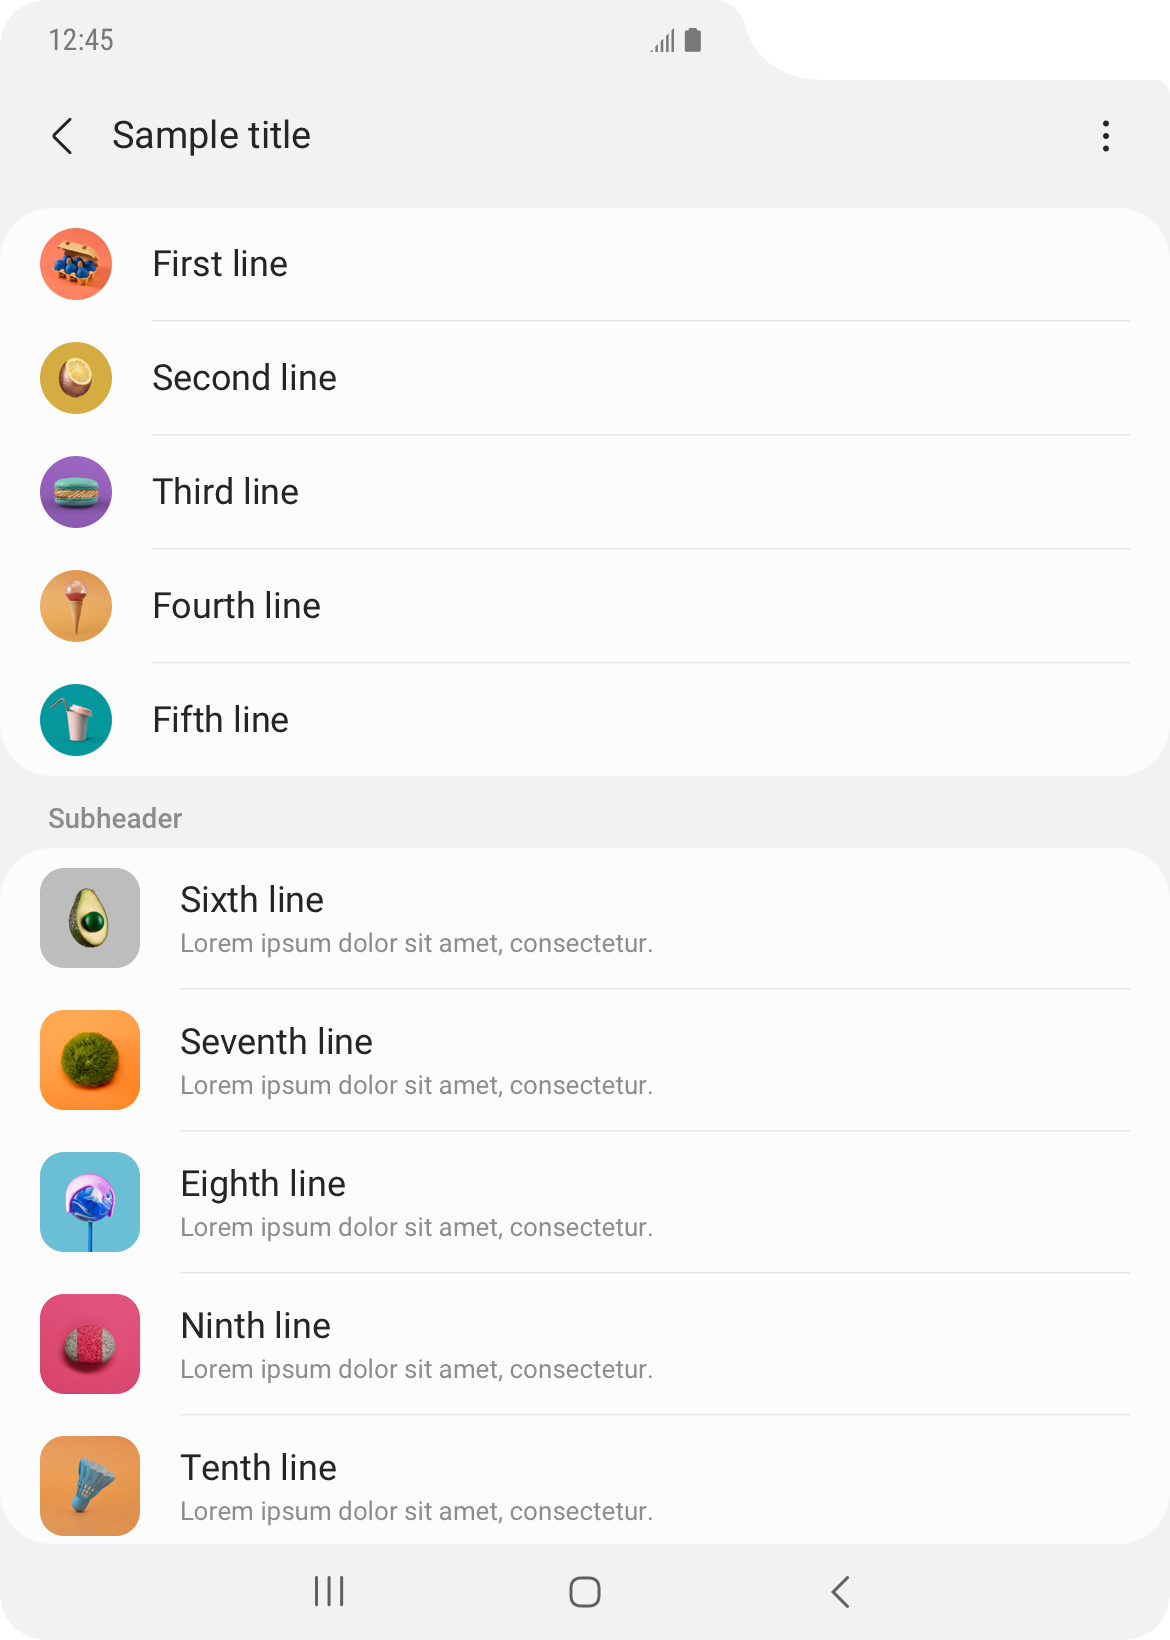 12:45
Sample title
First line
Second line
Third line
Fourth line
Fifth line
Subheader
Sixth line
Lorem ipsum dolor sit amet, consectetur.
Seventh line
Lorem ipsum dolor sit amet, consectetur.
Eighth line
Lorem ipsum dolor sit amet, consectetur.
Ninth line
Lorem ipsum dolor sit amet, consectetur.
Tenth line
Lorem ipsum dolor sit amet, consectetur.